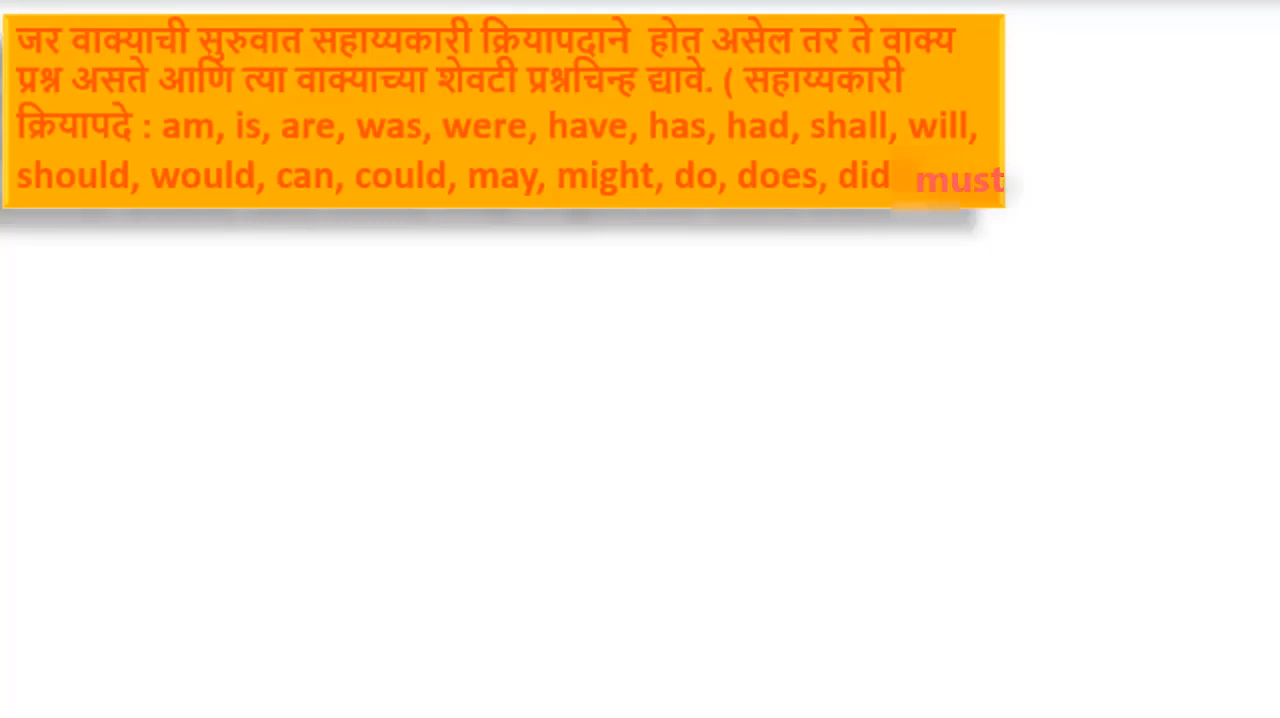 जर वाक्याची सुरुवात सहाय्यकारी क्रियापदाने होत असेल तर ते वाक्य
प्रश्न असते आणि त्या वाक्याच्या शेवटी प्रश्नचिन्ह द्यावे. ( सहाय्यकारी
क्रियापदे : am, is, are, was, were, have, has, had, shall, will,
should, would, can, could, may, might, do, does, did must